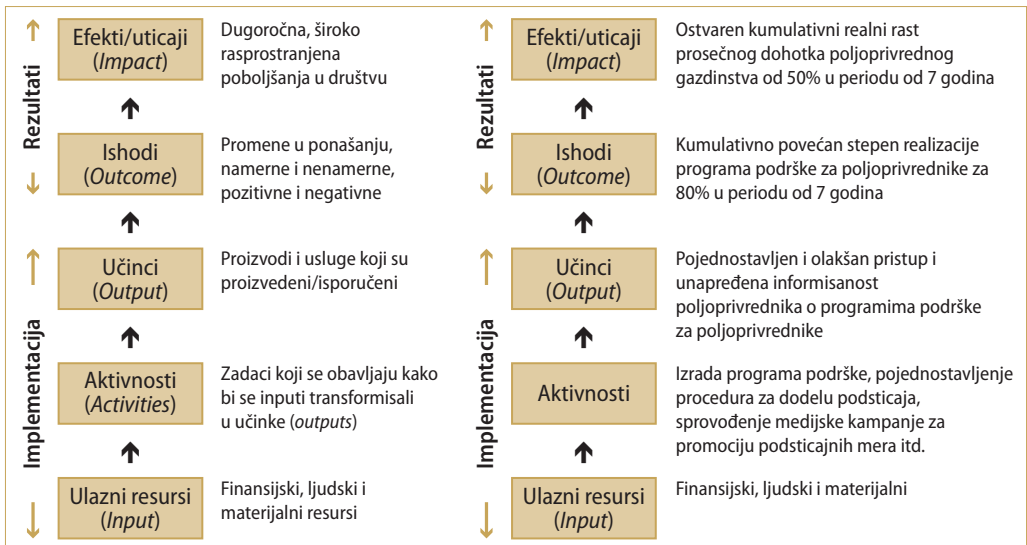 Rezultati
Efekti/uticaji
(Impact)
Dugoročna, široko
rasprostranjena
poboljšanja u društvu
Ishodi
(Outcome)
Promene u ponašanju,
namerne i nenamerne,
pozitivne i negativne
Implementacija
Učinci
(Output)
Proizvodi i usluge koji su
proizvedeni/isporučeni
Aktivnosti
(Activities)
Zadaci koji se obavljaju kako
bi se inputi transformisali
u učinke (outputs)
Ulazni resursi
(Input)
Finansijski, ljudski i
materijalni resursi
Rezultati
Efekti/uticaji
(Impact)
Ostvaren kumulativni realni rast
prosečnog dohotka poljoprivrednog
gazdinstva od 50% u periodu od 7 godina
Ishodi
(Outcome)
Kumulativno povećan stepen realizacije
programa podrške za poljoprivrednike za
80% u periodu od 7 godina
Implementacija
Učinci
(Output)
Pojednostavljen i olakšan pristup i
unapređena informisanost
poljoprivrednika o programima podrške
za poljoprivrednike
Aktivnosti
Izrada programa podrške, pojednostavljenje
procedura za dodelu podsticaja,
sprovođenje medijske kampanje za
promociju podsticajnih mera itd.
Ulazni resursi
(Input)
Finansijski, ljudski i materijalni